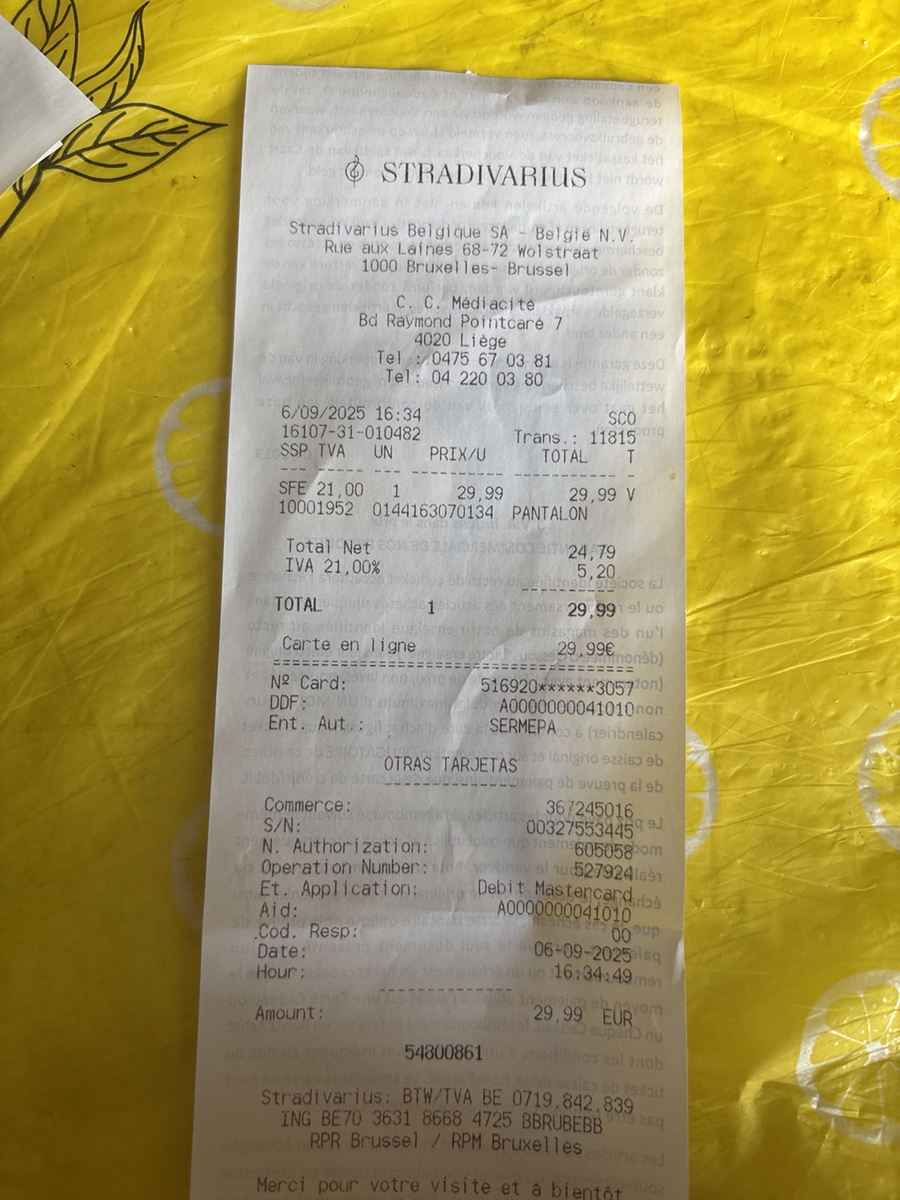 STRADIVARIUS
Stradivarius Belgique SA - België N.V.
Rue aux Laines 68-72 Wolstraat
1000 Bruxelles- Brussel
C. C. Médiacité
Bd Raymond Pointcaré 7
4020 Liège
Tel : 0475 67 03 81
Tel: 04 220 03 80
6/09/2025 16:34 SCO
16107-31-010482 Trans.: 11815
SSP TVA UN PRIX/U TOTAL T
SFE 21,00 1 29,99 29,99 V
10001952 0144163070134 PANTALON
Total Net 24,79
IVA 21,00% 5,20
TOTAL 1 29,99
Carte en ligne 29,99€
Nº Card: 516920******3057
DDF: A0000000041010
Ent. Aut.: SERMEPA
OTRAS TARJETAS
Commerce: 367245016
S/N: 00327553445
N. Authorization: 605058
Operation Number: 527924
Et. Application: Debit Mastercard
Aid: A0000000041010
Cod. Resp: 00
Date: 06-09-2025
Hour: 16:34:49
Amount: 29,99 EUR
54800861
Stradivarius: BTW/TVA BE 0719.842.839
ING BE70 3631 8668 4725 BBRUBEBB
RPR Brussel / RPM Bruxelles
Merci pour votre visite et à bientôt